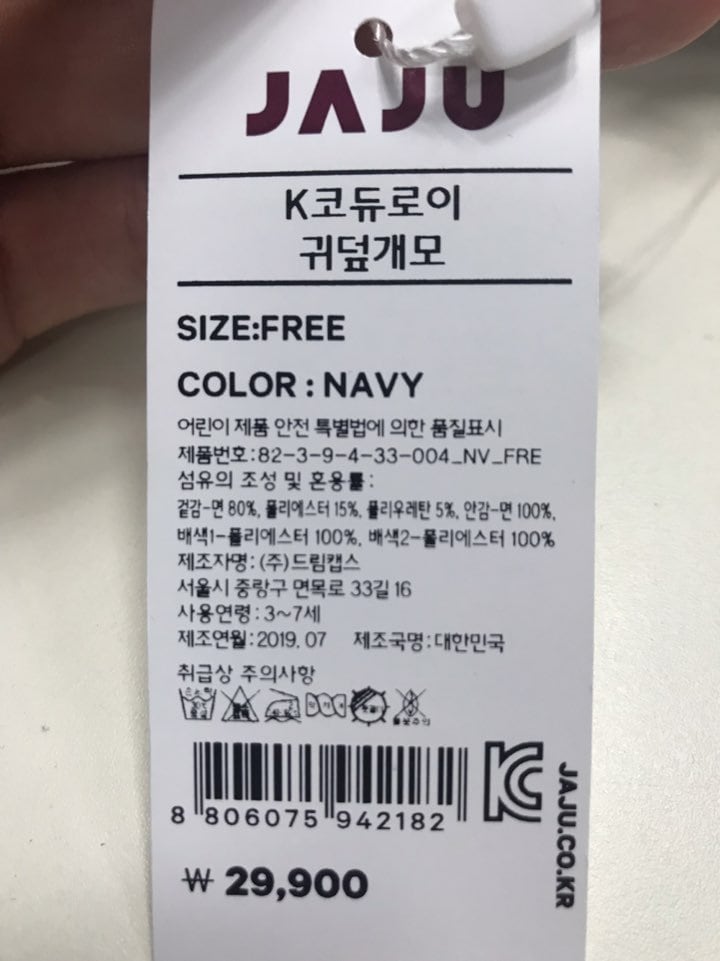 JAJU
K코듀로이
귀덮개모
SIZE:FREE
COLOR : NAVY
어린이 제품 안전 특별법에 의한 품질표시
제품번호:82-3-9-4-33-004_NV_FRE
섬유의 조성 및 혼용률:
겉감-면 80%, 폴리에스터 15%, 폴리우레탄 5%, 안감-면 100%,
배색1-폴리에스터 100%, 배색2-폴리에스터 100%
제조자명: (주)드림캡스
서울시 중랑구 면목로 33길 16
사용연령: 3~7세
제조연월:2019. 07 제조국명:대한민국
취급상 주의사항
8 806075 942182
JAJU.CO.KR
₩ 29,900